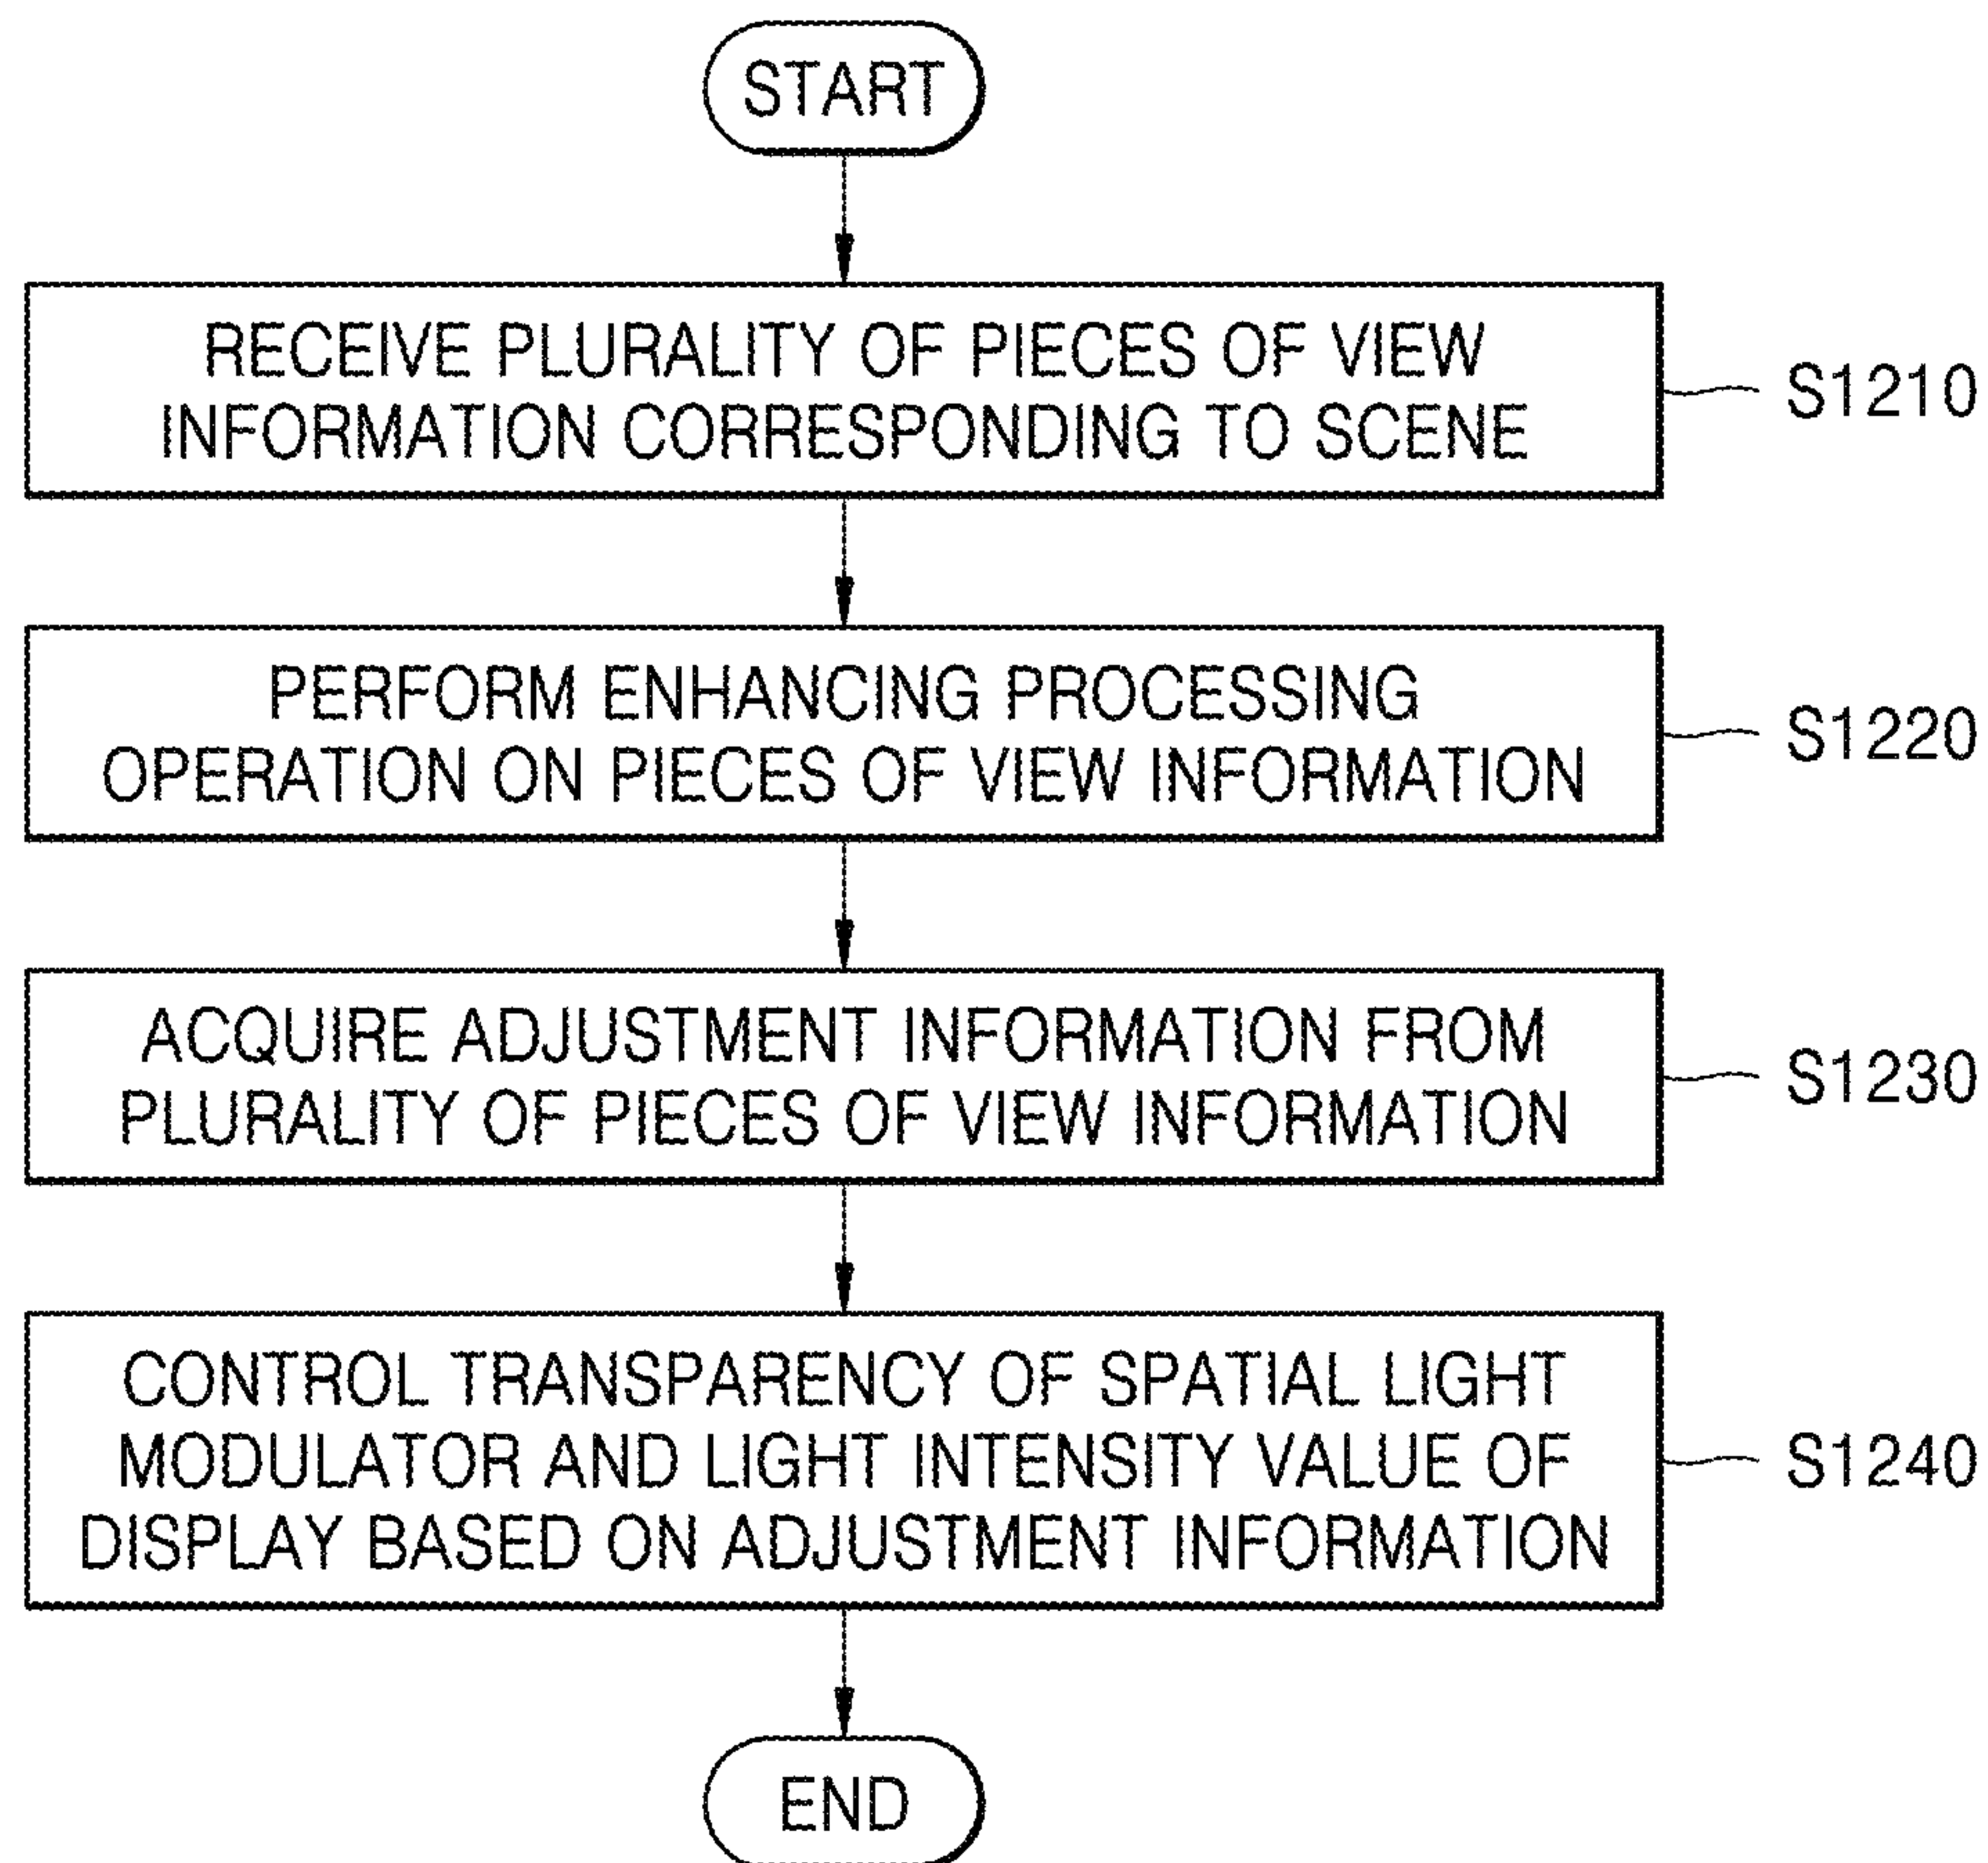 START
RECEIVE PLURALITY OF PIECES OF VIEW
INFORMATION CORRESPONDING TO SCENE
S1210
PERFORM ENHANCING PROCESSING
OPERATION ON PIECES OF VIEW INFORMATION
S1220
ACQUIRE ADJUSTMENT INFORMATION FROM
PLURALITY OF PIECES OF VIEW INFORMATION
S1230
CONTROL TRANSPARENCY OF SPATIAL LIGHT
MODULATOR AND LIGHT INTENSITY VALUE OF
DISPLAY BASED ON ADJUSTMENT INFORMATION
S1240
END